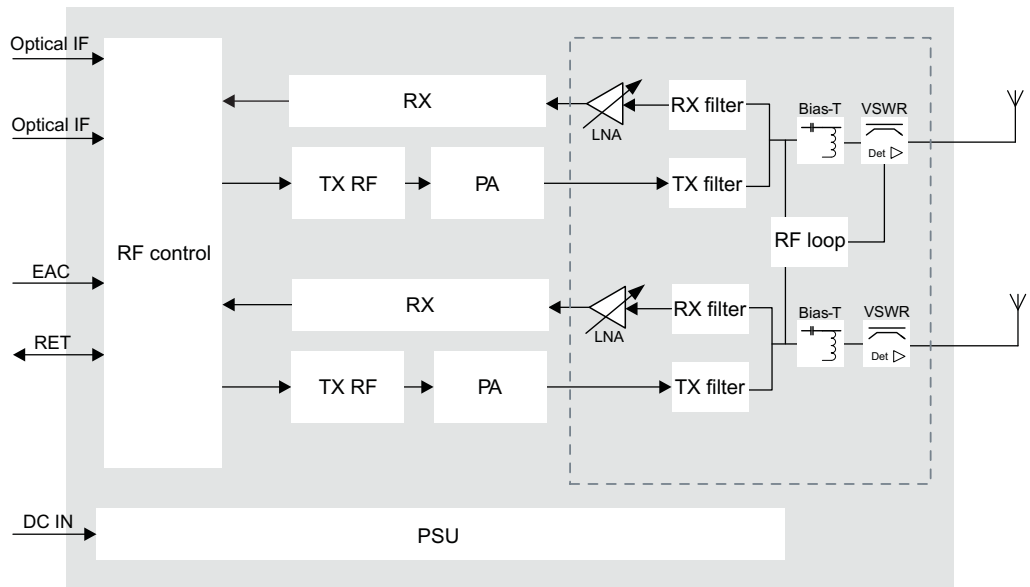 Optical IF
RX
LNA
RX filter
Bias-T
VSWR
Det
Optical IF
TX RF
PA
TX filter
RF control
RF loop
EAC
RX
LNA
RX filter
Bias-T
VSWR
Det
RET
TX RF
PA
TX filter
DC IN
PSU